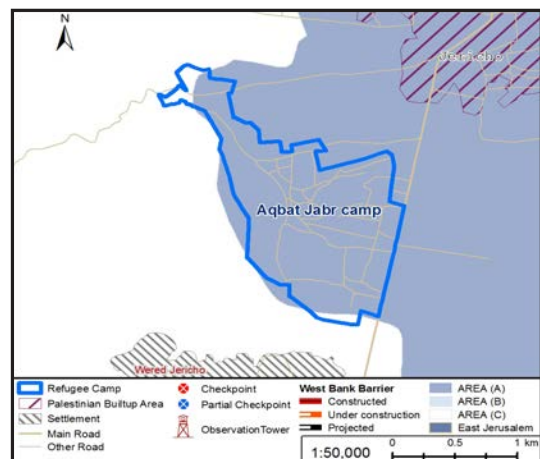 N
Jericho
Aqbat Jabr camp
Wered Jericho
Refugee Camp
Palestinian Builtup Area
Settlement
Main Road
Other Road
Checkpoint
Partial Checkpoint
ObservationTower
West Bank Barrier
Constructed
Under construction
Projected
AREA (A)
AREA (B)
AREA (C)
East Jerusalem
1:50,000
0 0.5 1 km